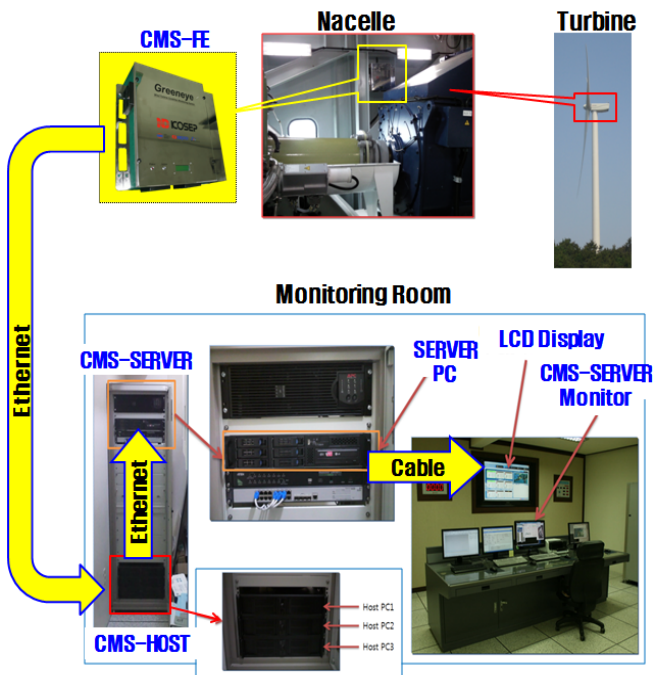 Nacelle
Turbine
CMS-FE
Greeneye
ICOSEP
Ethernet
Monitoring Room
CMS-SERVER
SERVER
PC
LCD Display
CMS-SERVER
Monitor
Cable
Ethernet
CMS-HOST
Host PC1
Host PC2
Host PC3